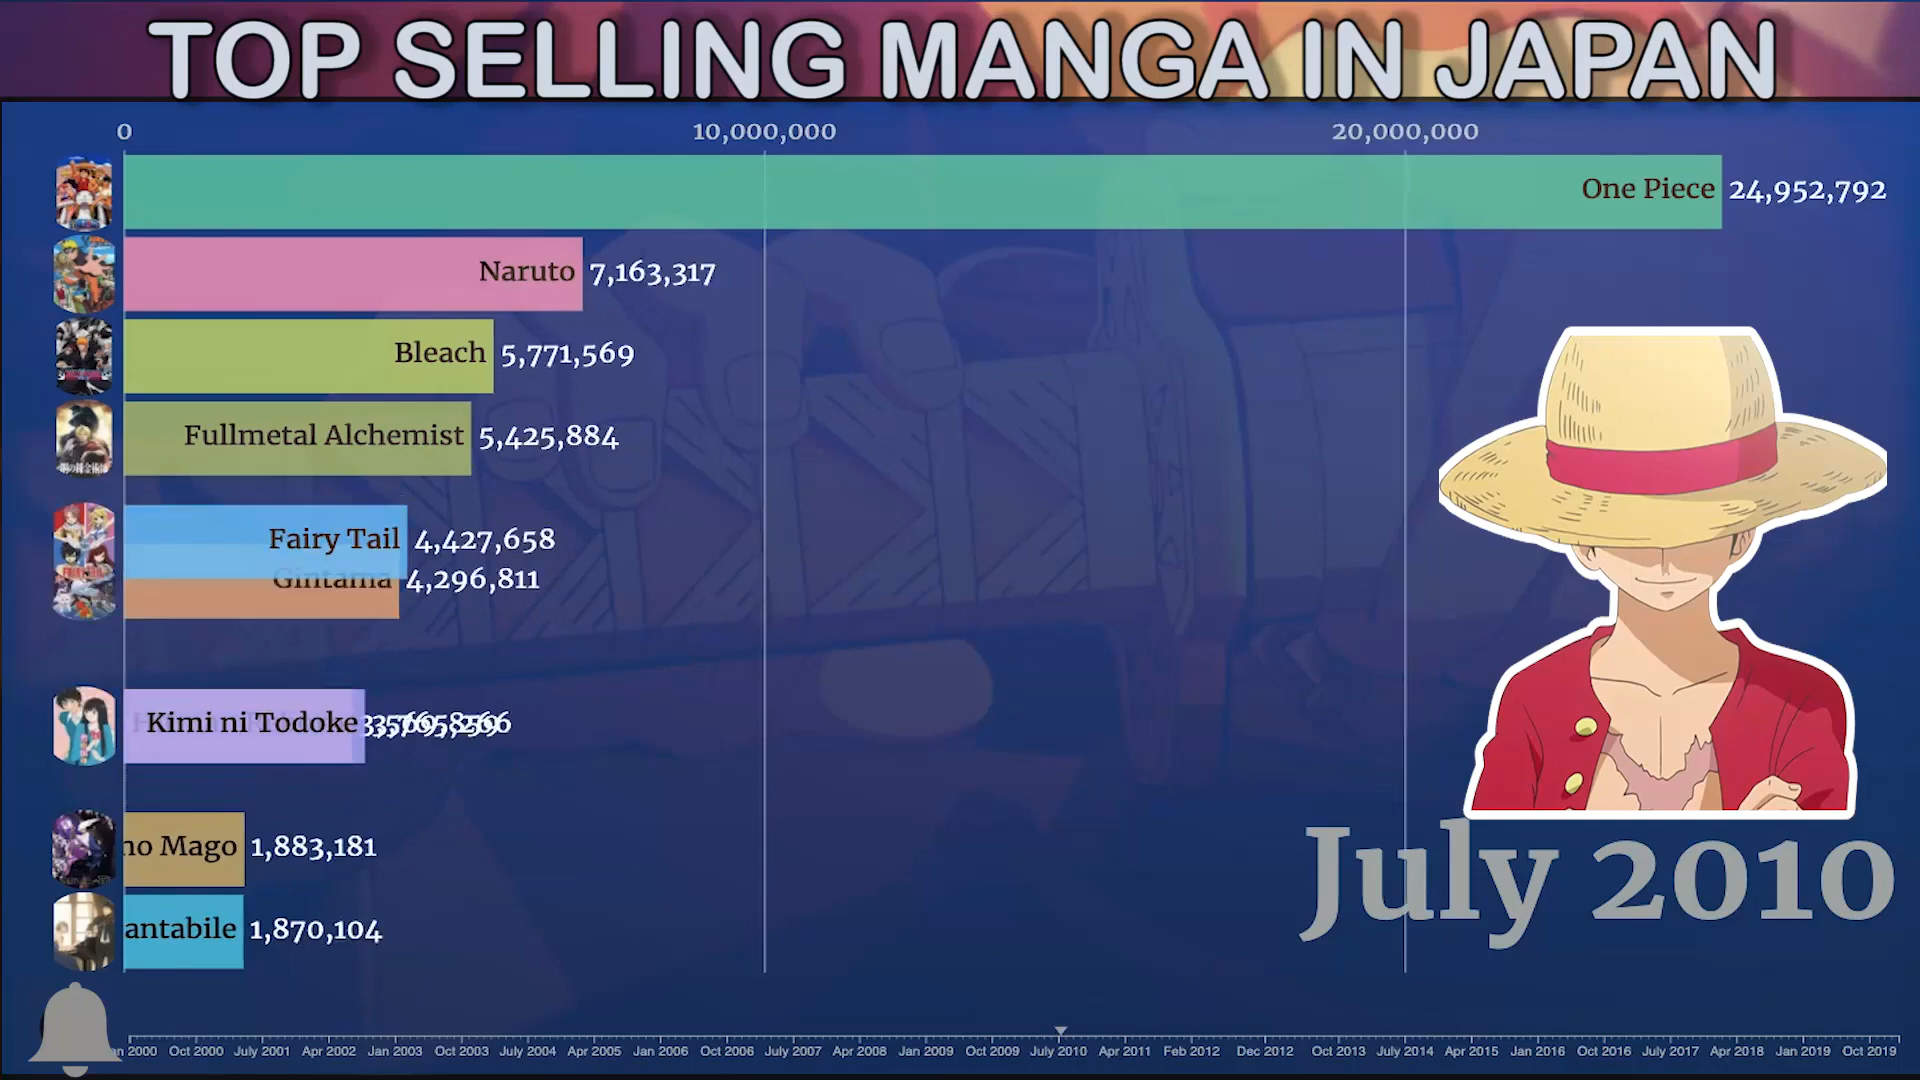 TOP SELLING MANGA IN JAPAN
0 10,000,000 20,000,000
One Piece 24,952,792
Naruto 7,163,317
Bleach 5,771,569
Fullmetal Alchemist 5,425,884
Fairy Tail 4,427,658
Gintama 4,296,811
Kimi ni Todoke
no Mago 1,883,181
antabile 1,870,104
July 2010
n 2000 Oct 2000 July 2001 Apr 2002 Jan 2003 Oct 2003 July 2004 Apr 2005 Jan 2006 Oct 2006 July 2007 Apr 2008 Jan 2009 Oct 2009 July 2010 Apr 2011 Feb 2012 Dec 2012 Oct 2013 July 2014 Apr 2015 Jan 2016 Oct 2016 July 2017 Apr 2018 Jan 2019 Oct 2019